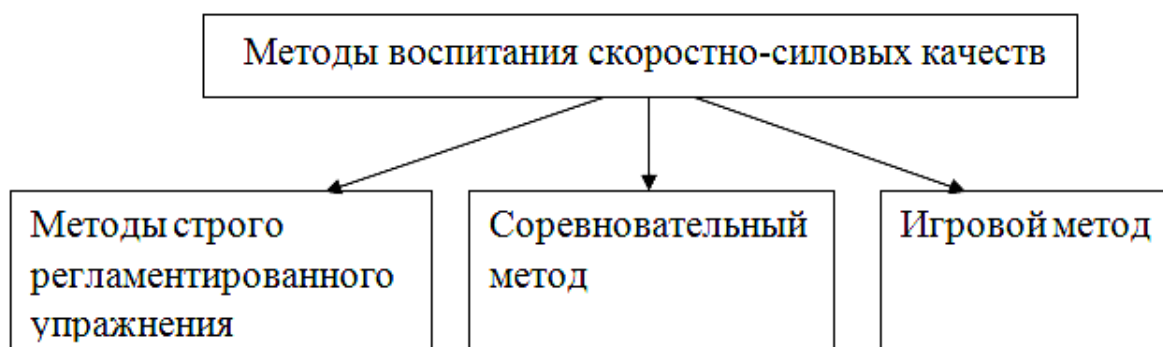 Методы воспитания скоростно-силовых качеств
Методы строго
регламентированного
упражнения
Соревновательный
метод
Игровой метод